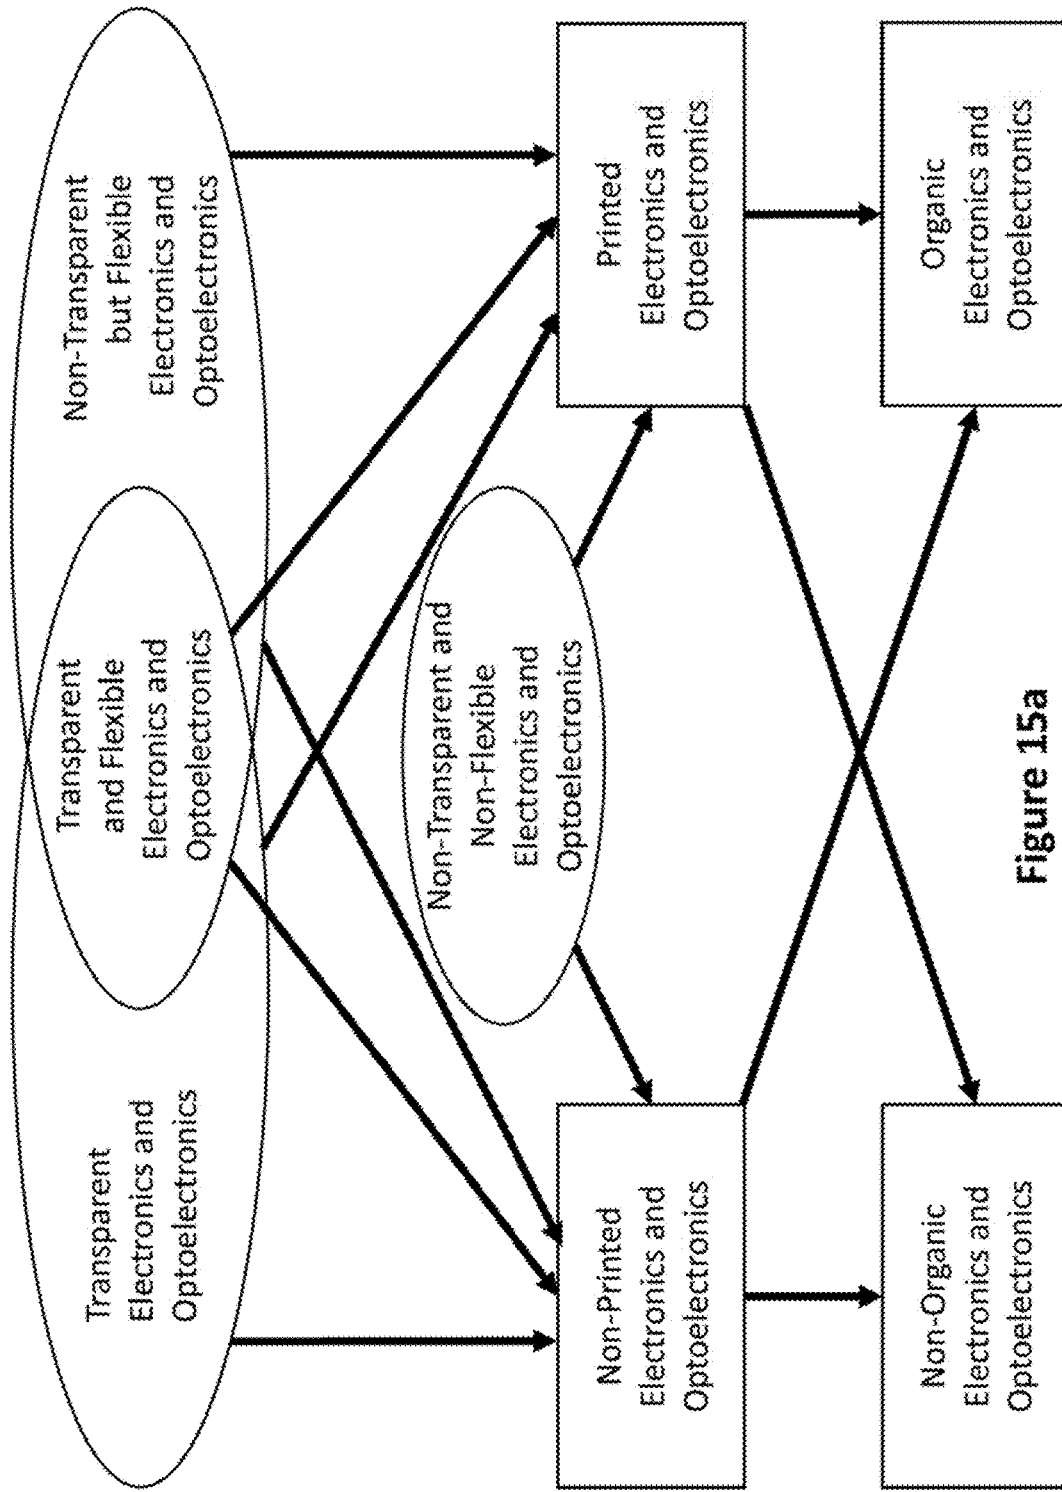 Transparent
Electronics and
Optoelectronics
Transparent
and Flexible
Electronics and
Optoelectronics
Non-Transparent
but Flexible
Electronics and
Optoelectronics
Non-Transparent and
Non-Flexible
Electronics and
Optoelectronics
Non-Printed
Electronics and
Optoelectronics
Printed
Electronics and
Optoelectronics
Non-Organic
Electronics and
Optoelectronics
Organic
Electronics and
Optoelectronics
Figure 15a